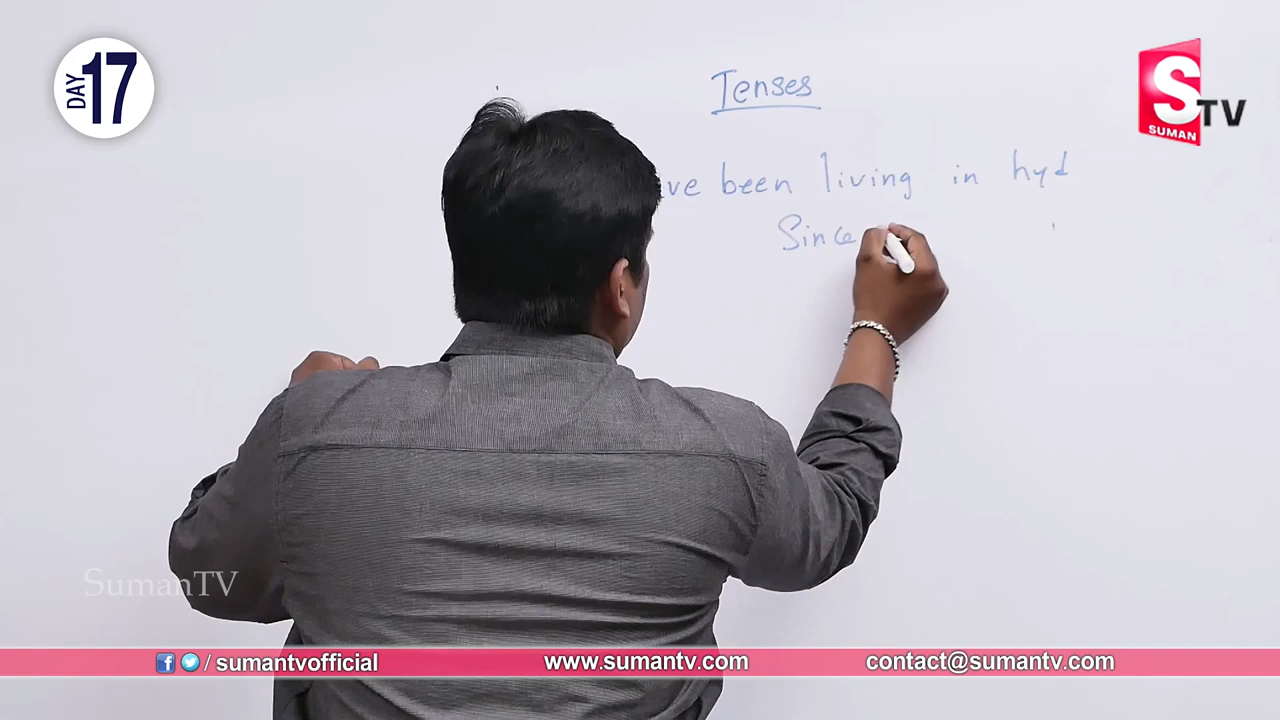 DAY 17
Tenses
S TV
SUMAN
ve been living in hyd
Since
SumanTV
/ sumantvofficial
www.sumantv.com
contact@sumantv.com